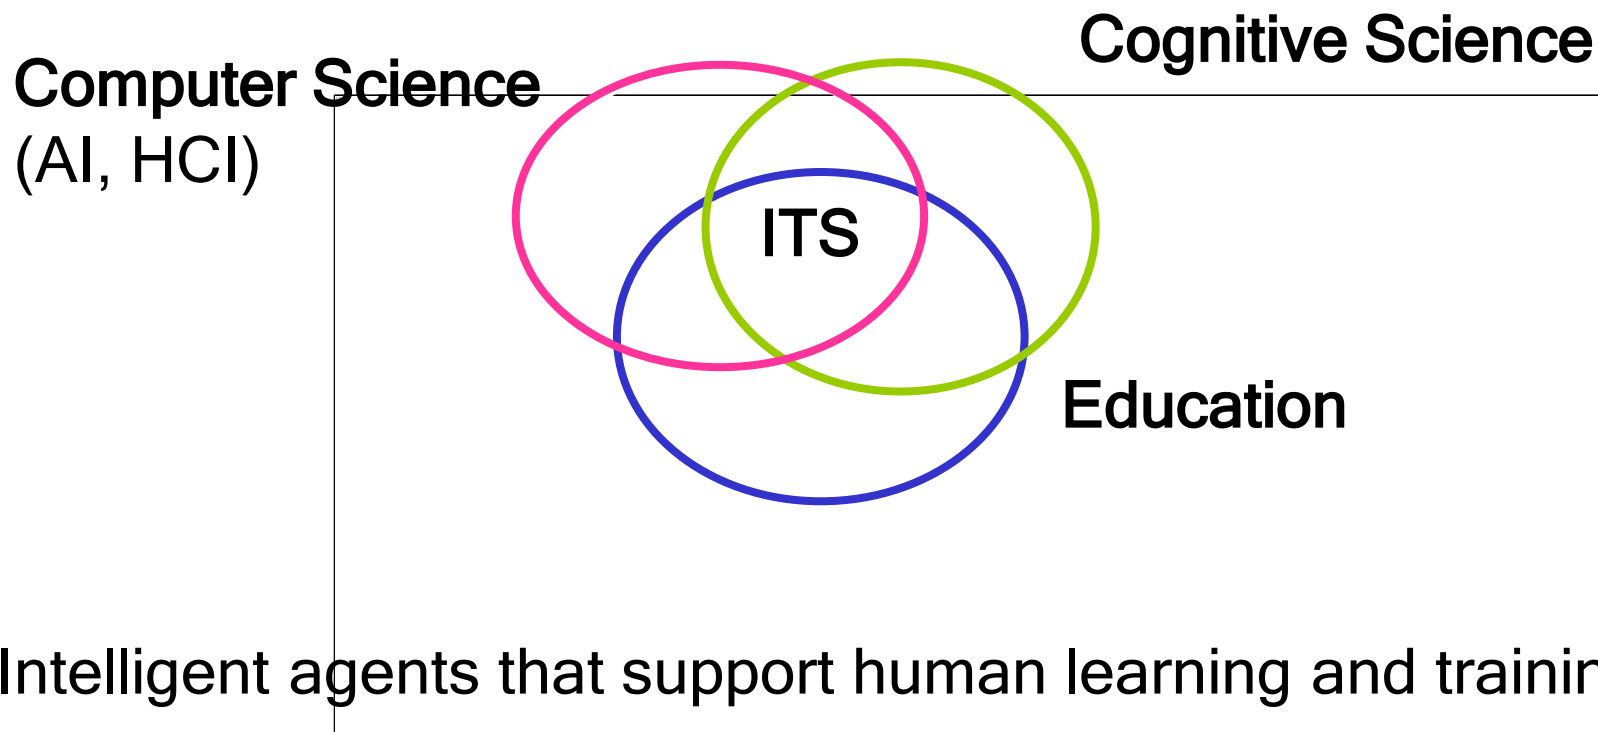 Cognitive Science
Computer Science
(AI, HCI)
ITS
Education
Intelligent agents that support human learning and trainin